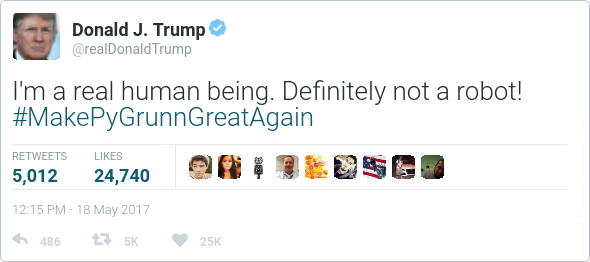 Donald J. Trump
@realDonaldTrump
I'm a real human being. Definitely not a robot!
#MakePyGrunnGreatAgain
RETWEETS LIKES
5,012 24,740
12:15 PM - 18 May 2017
486 5K 25K